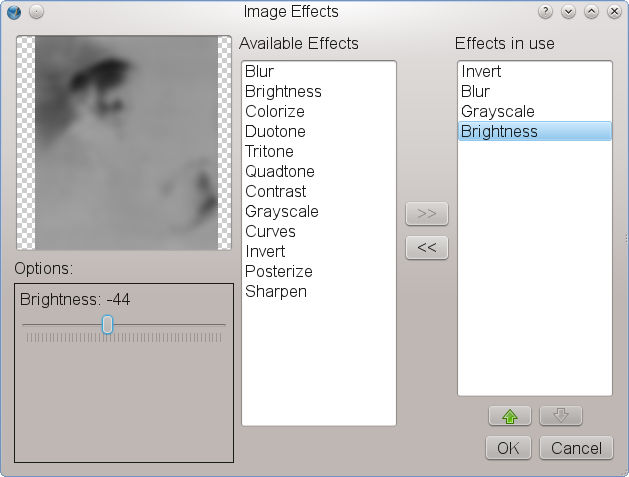 Image Effects
Available Effects
Blur
Brightness
Colorize
Duotone
Tritone
Quadtone
Contrast
Grayscale
Curves
Invert
Posterize
Sharpen
>>
<<
Effects in use
Invert
Blur
Grayscale
Brightness
Options:
Brightness: -44
OK
Cancel